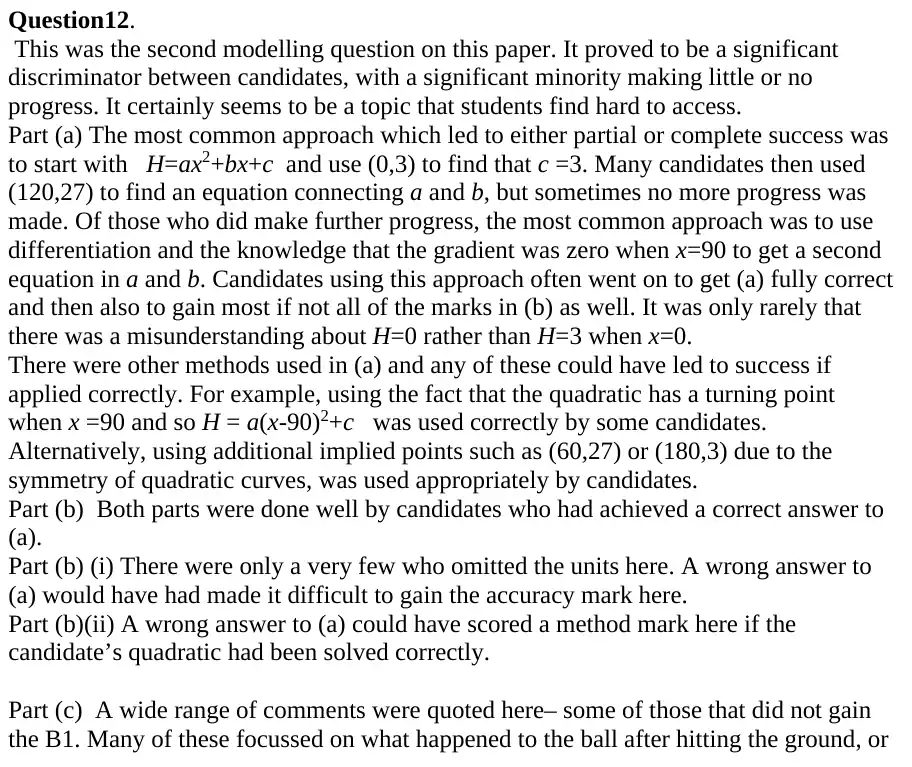 Question12.
This was the second modelling question on this paper. It proved to be a significant
discriminator between candidates, with a significant minority making little or no
progress. It certainly seems to be a topic that students find hard to access.
Part (a) The most common approach which led to either partial or complete success was
to start with H=ax²+bx+c and use (0,3) to find that c =3. Many candidates then used
(120,27) to find an equation connecting a and b, but sometimes no more progress was
made. Of those who did make further progress, the most common approach was to use
differentiation and the knowledge that the gradient was zero when x=90 to get a second
equation in a and b. Candidates using this approach often went on to get (a) fully correct
and then also to gain most if not all of the marks in (b) as well. It was only rarely that
there was a misunderstanding about H=0 rather than H=3 when x=0.
There were other methods used in (a) and any of these could have led to success if
applied correctly. For example, using the fact that the quadratic has a turning point
when x =90 and so H = a(x-90)²+c was used correctly by some candidates.
Alternatively, using additional implied points such as (60,27) or (180,3) due to the
symmetry of quadratic curves, was used appropriately by candidates.
Part (b) Both parts were done well by candidates who had achieved a correct answer to
(a).
Part (b) (i) There were only a very few who omitted the units here. A wrong answer to
(a) would have had made it difficult to gain the accuracy mark here.
Part (b)(ii) A wrong answer to (a) could have scored a method mark here if the
candidate’s quadratic had been solved correctly.
Part (c) A wide range of comments were quoted here– some of those that did not gain
the B1. Many of these focussed on what happened to the ball after hitting the ground, or